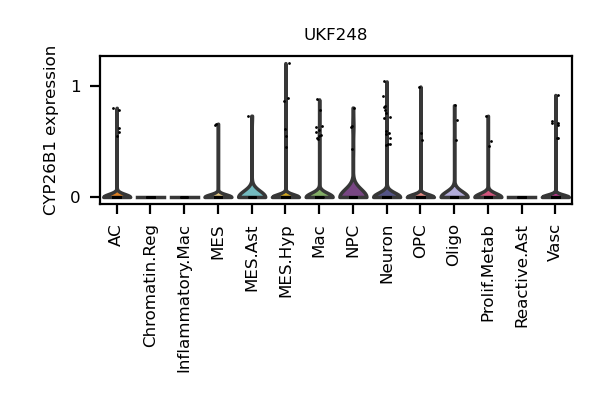 UKF248
CYP26B1 expression
1
0
AC
Chromatin.Reg
Inflammatory.Mac
MES
MES.Ast
MES.Hyp
Mac
NPC
Neuron
OPC
Oligo
Prolif.Metab
Reactive.Ast
Vasc